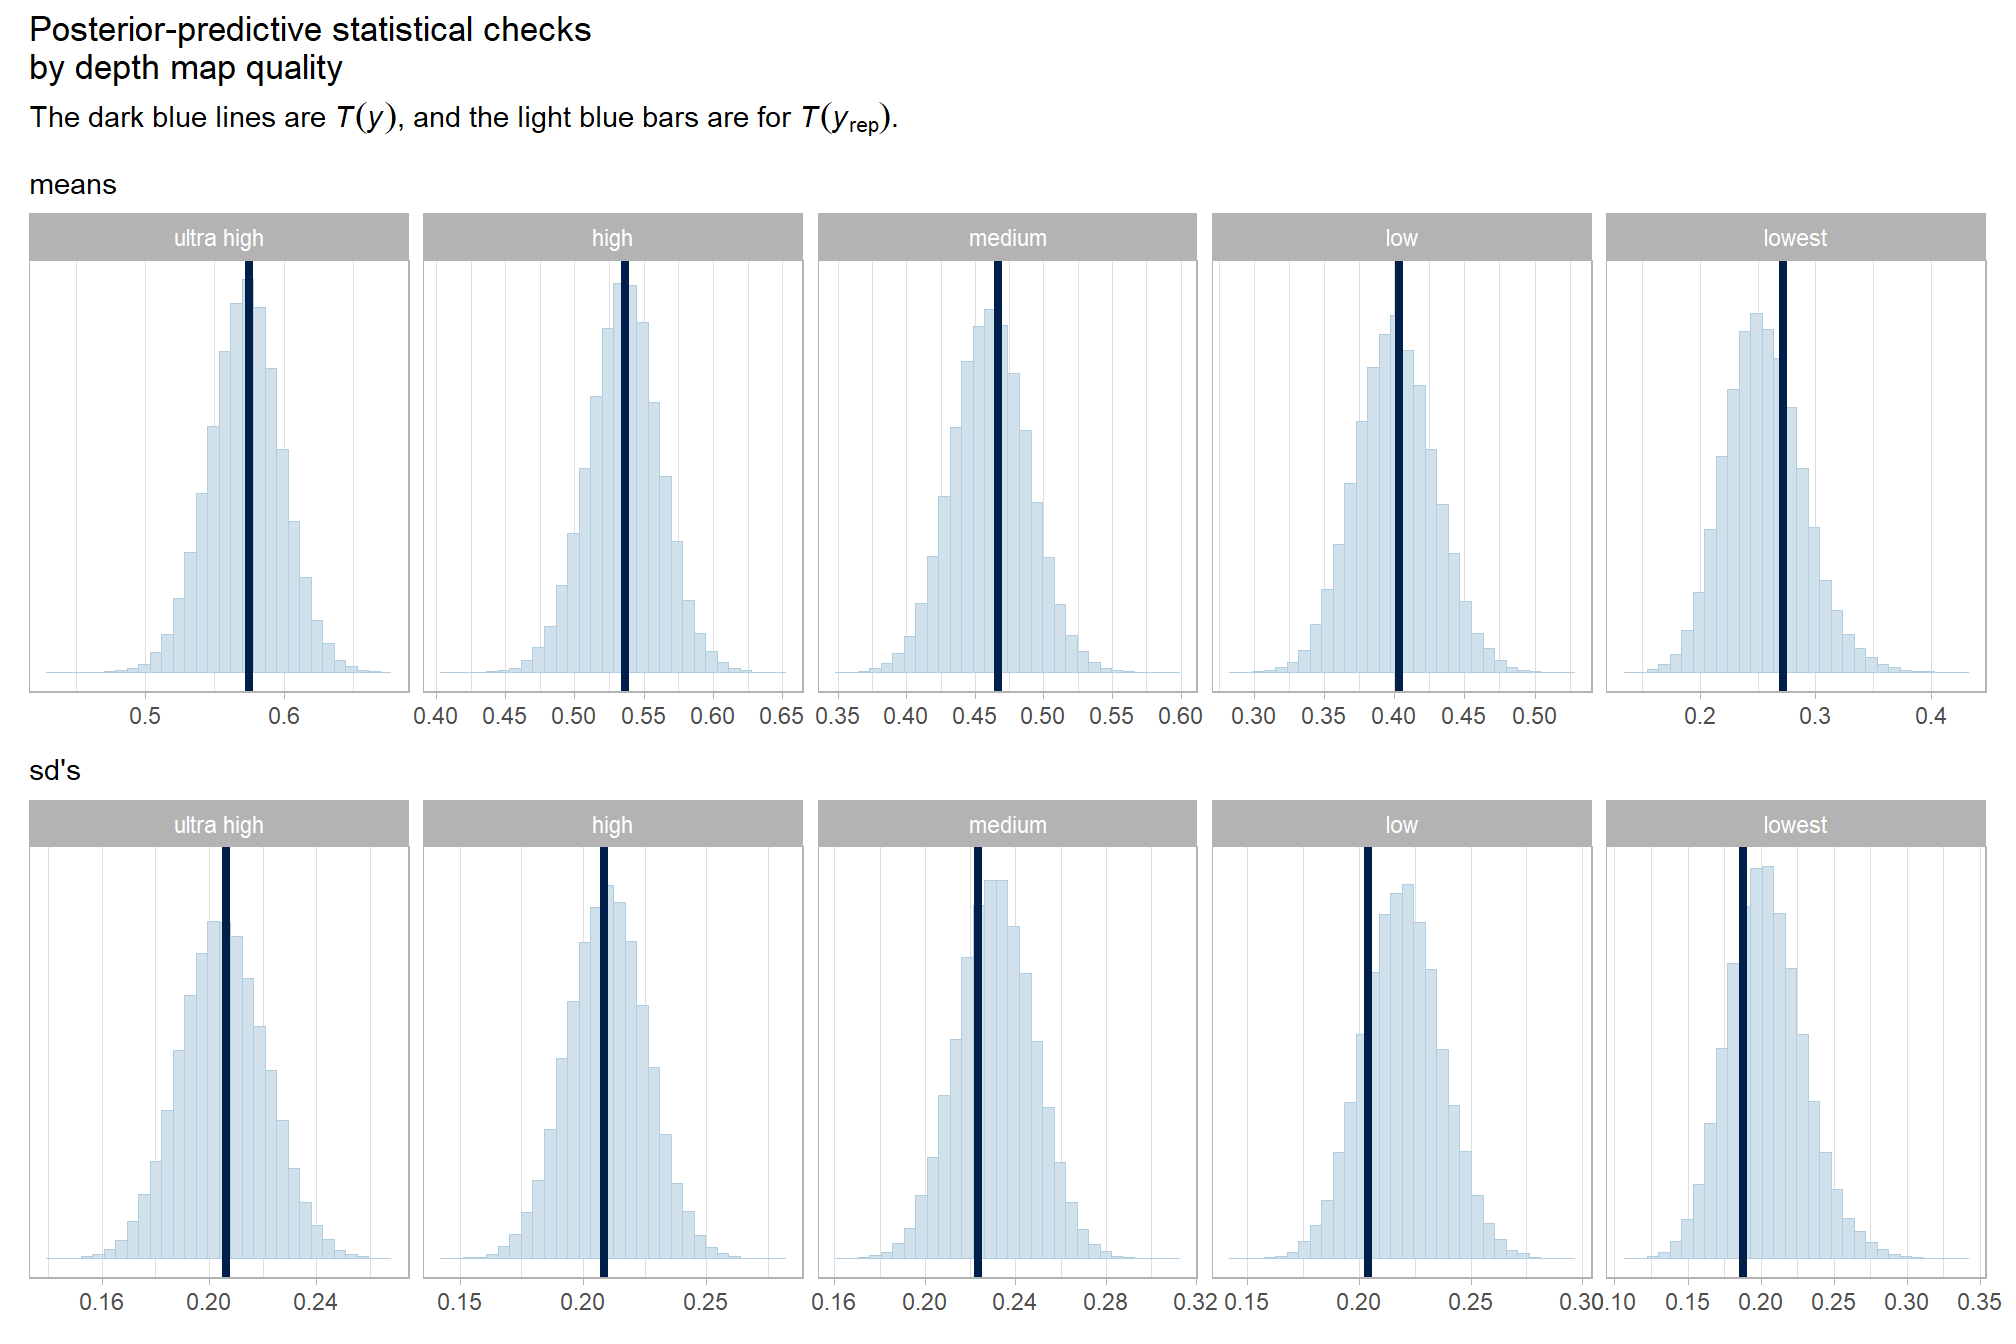 Posterior-predictive statistical checks
by depth map quality
The dark blue lines are T(y), and the light blue bars are for T(y_rep).
means
ultra high high medium low lowest
0.5 0.6 0.40 0.45 0.50 0.55 0.60 0.65 0.35 0.40 0.45 0.50 0.55 0.60 0.30 0.35 0.40 0.45 0.50 0.2 0.3 0.4
sd's
ultra high high medium low lowest
0.16 0.20 0.24 0.15 0.20 0.25 0.16 0.20 0.24 0.28 0.32 0.15 0.20 0.25 0.30 0.10 0.15 0.20 0.25 0.30 0.35